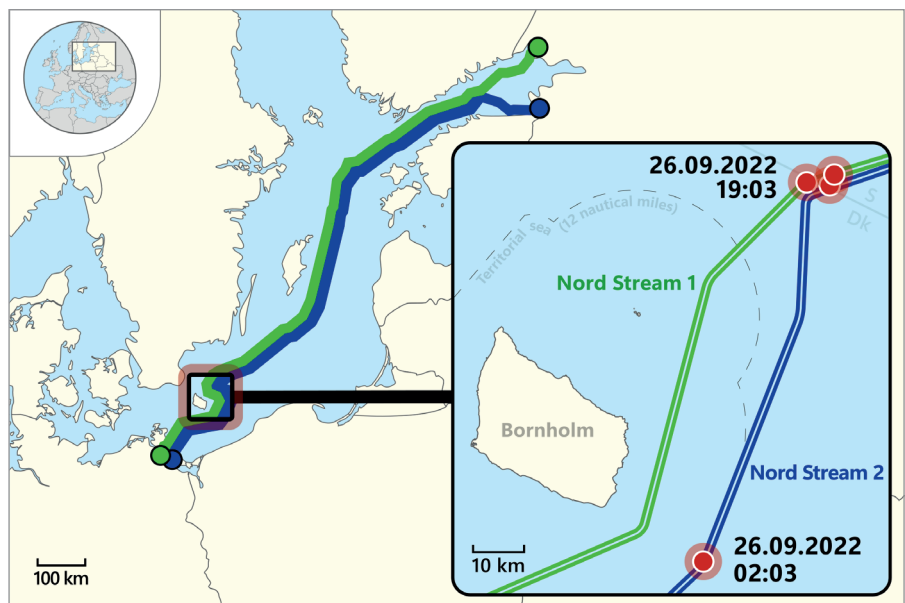 26.09.2022
19:03
S
Dk
Territorial sea (12 nautical miles)
Nord Stream 1
Bornholm
Nord Stream 2
26.09.2022
02:03
10 km
100 km